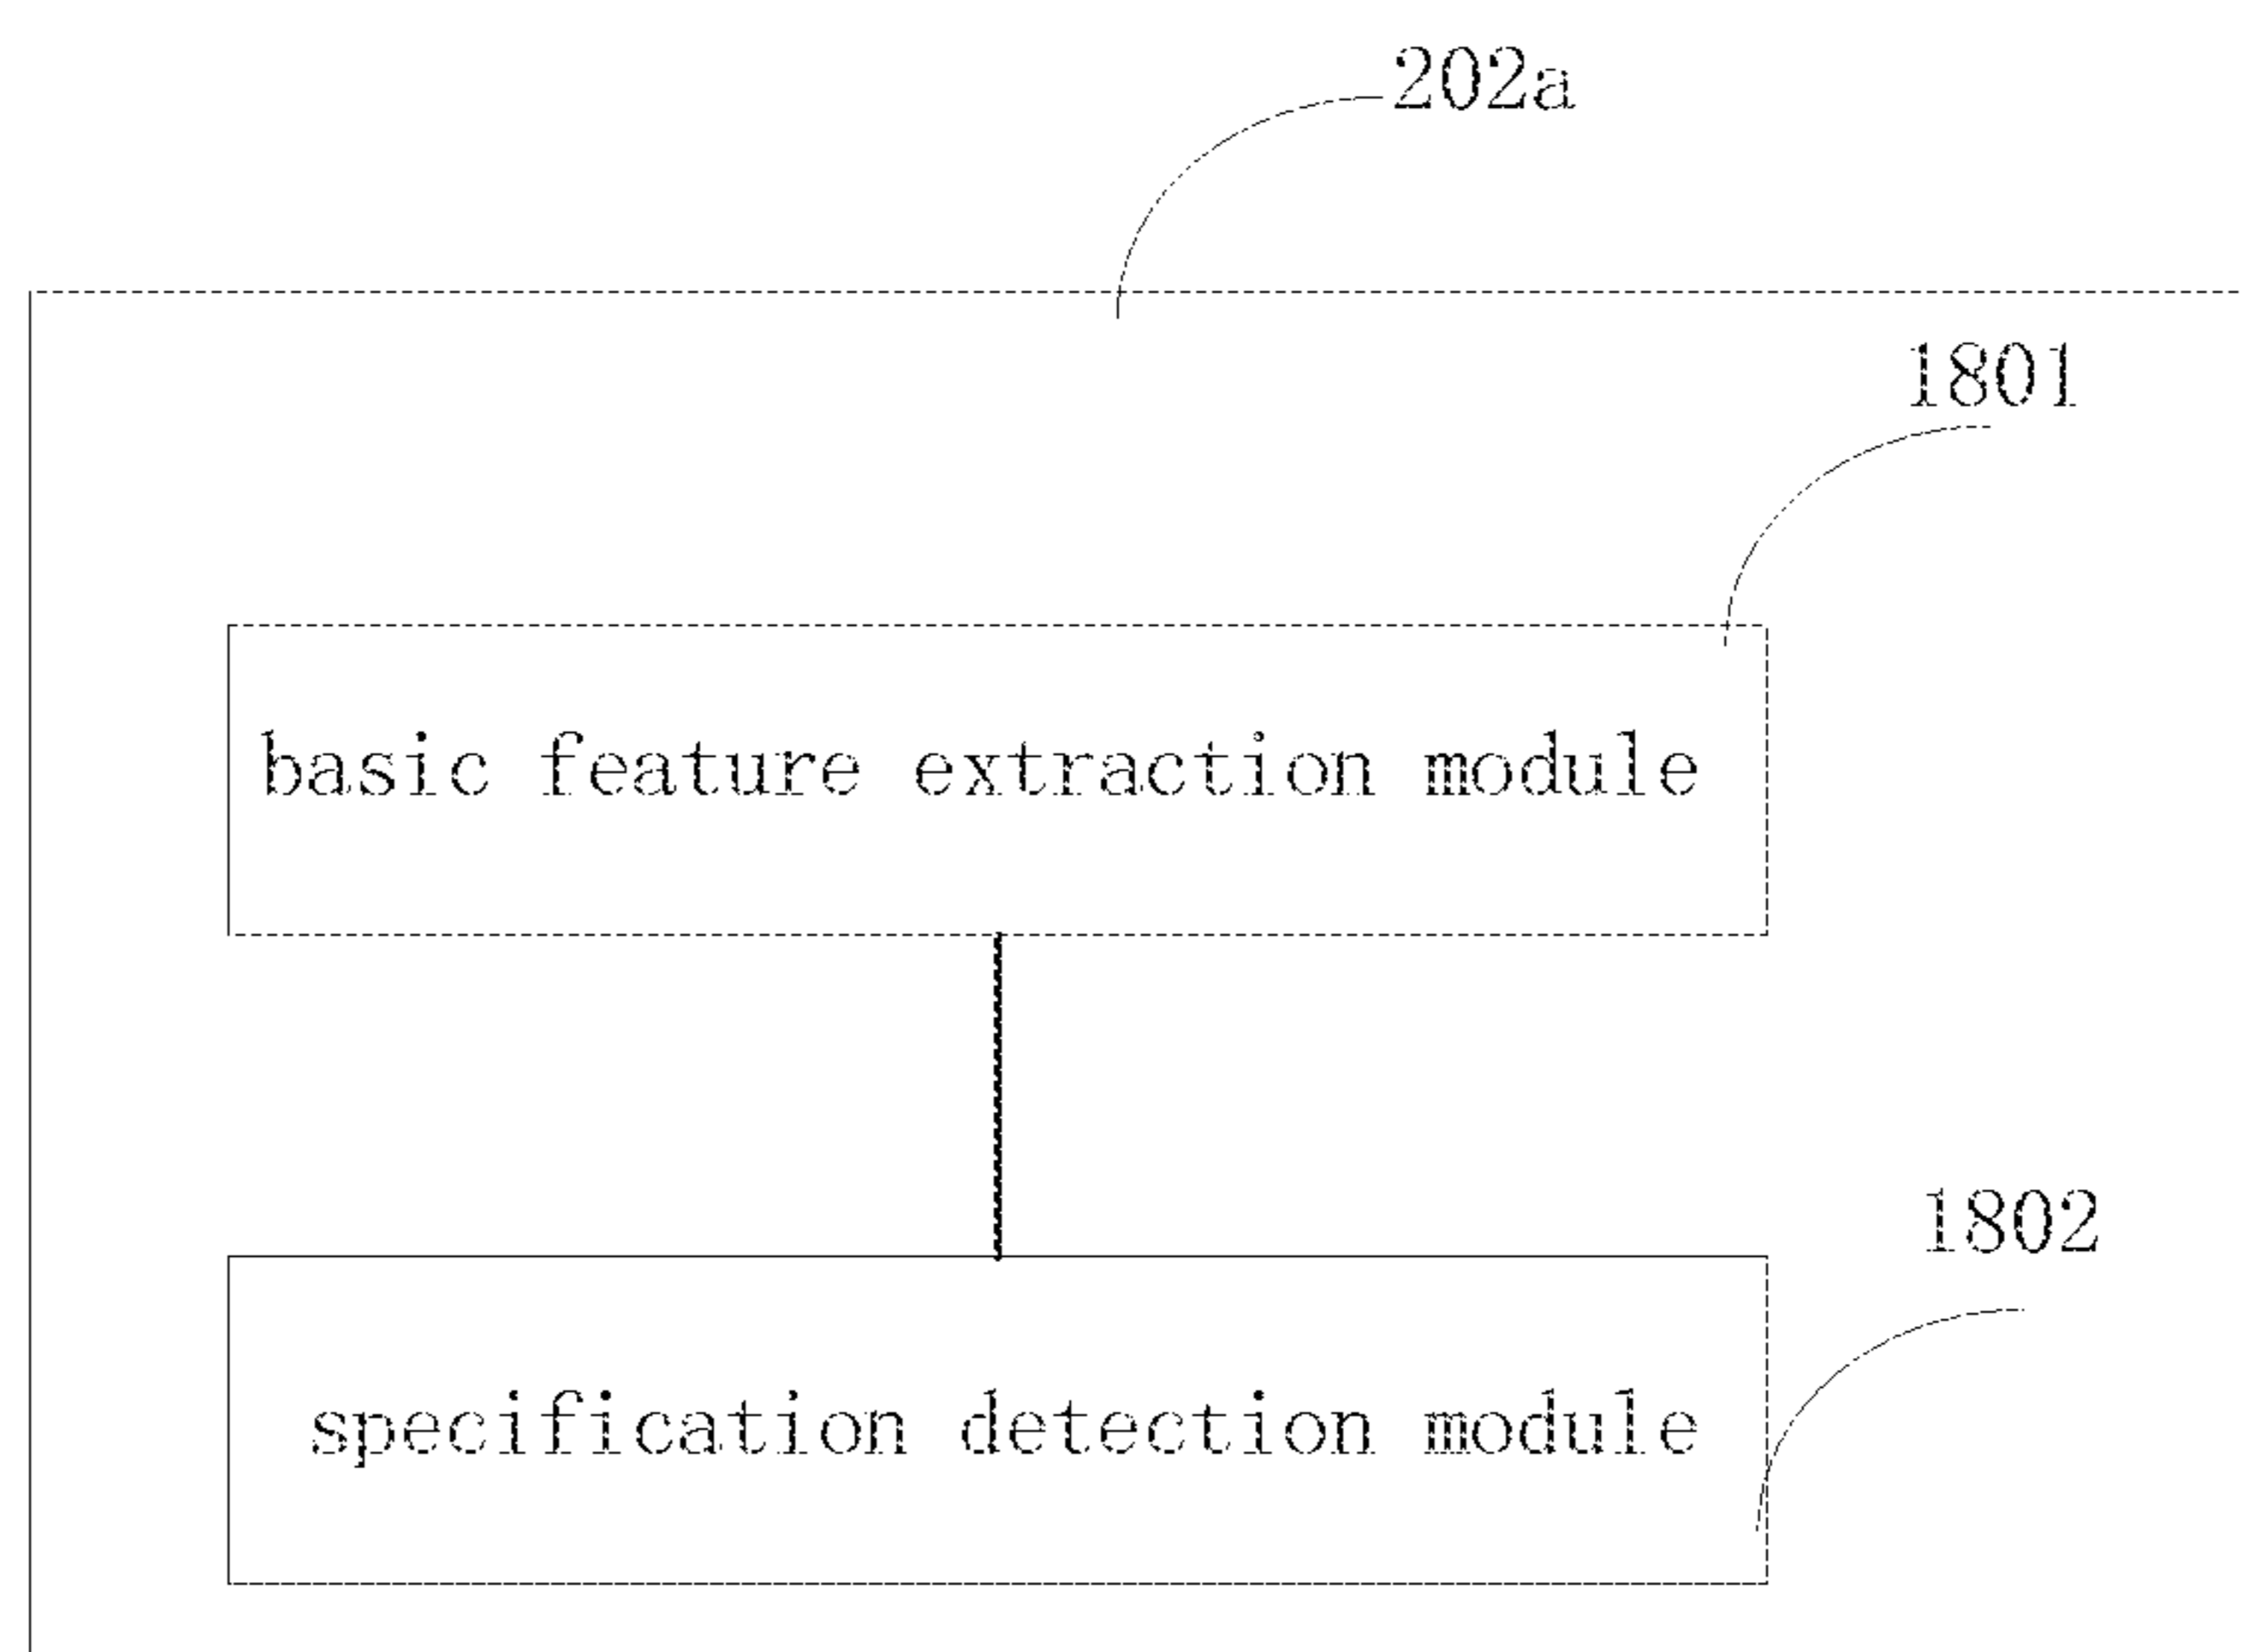 202a
1801
basic feature extraction module
1802
specification detection module